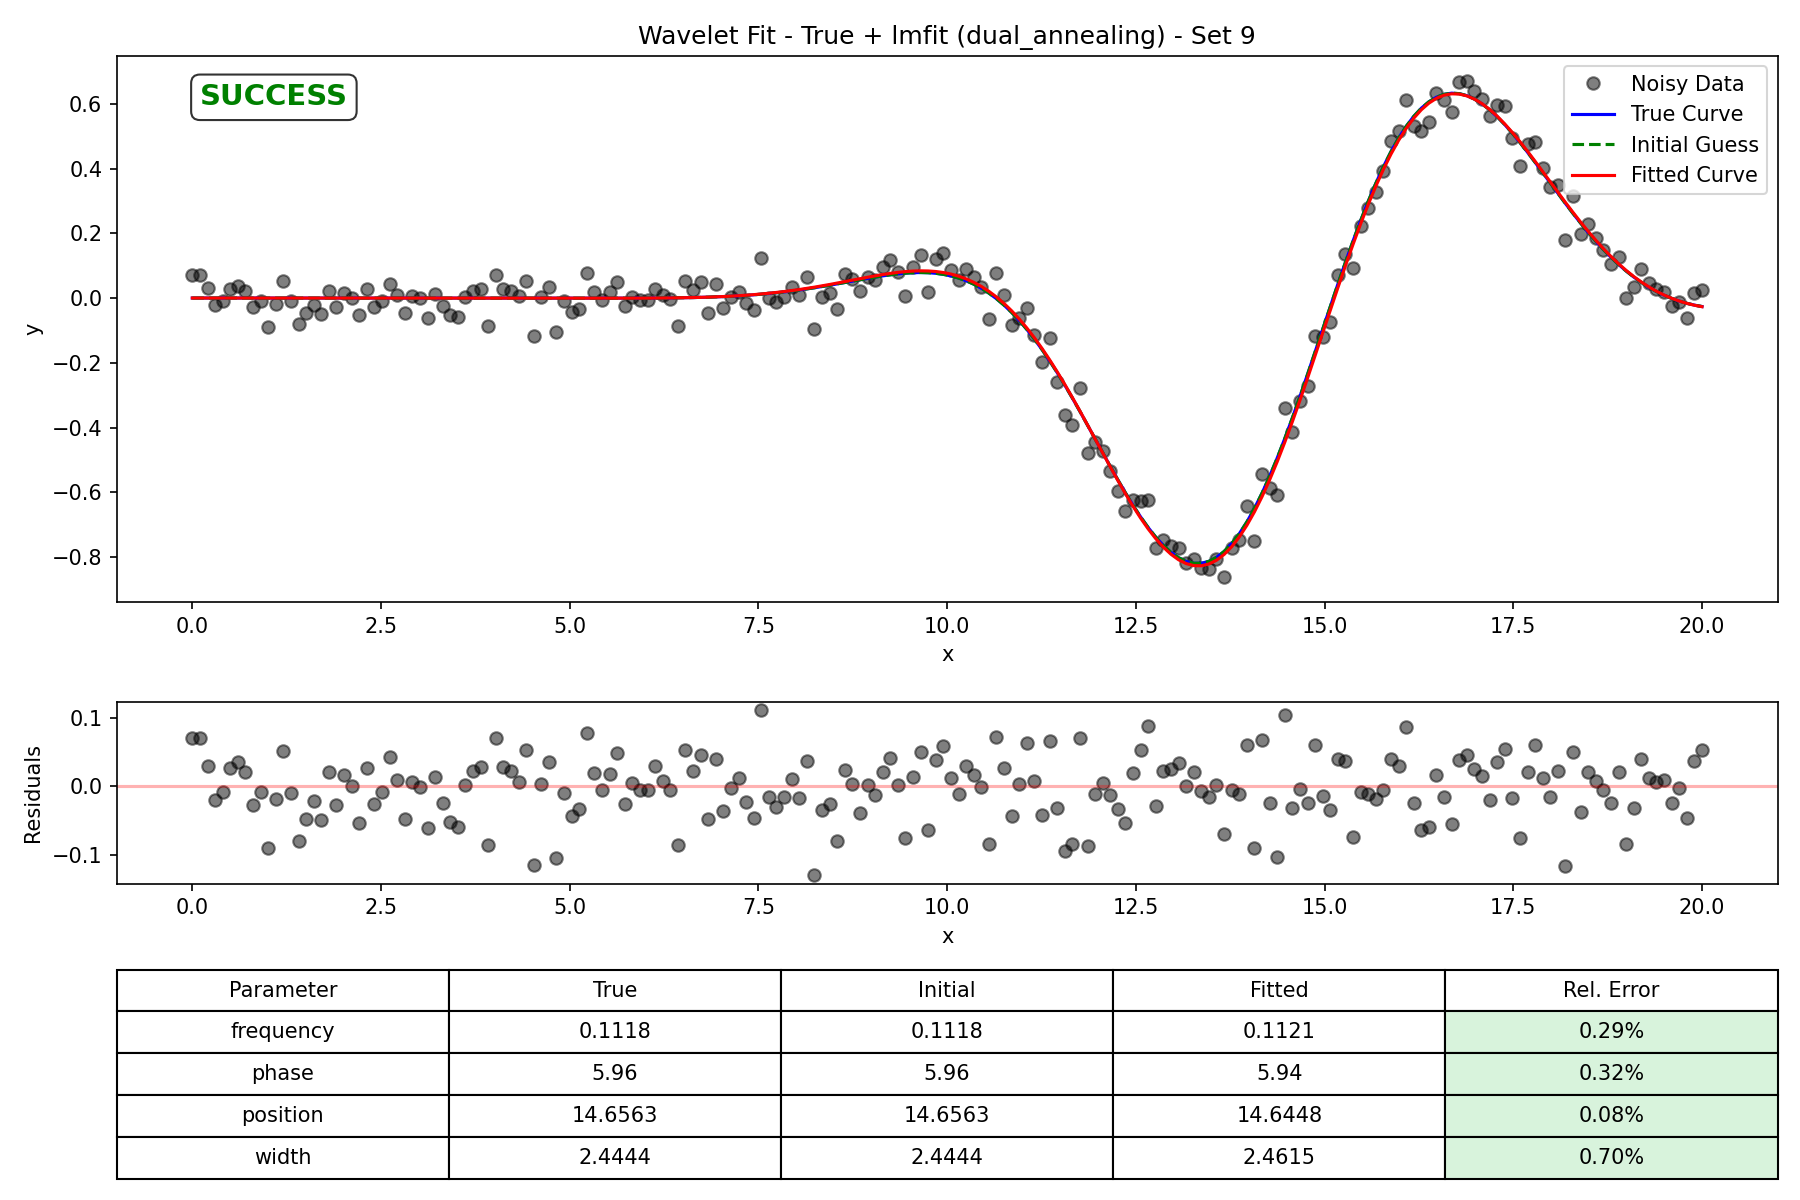 Wavelet Fit - True + lmfit (dual_annealing) - Set 9
SUCCESS
Noisy Data
True Curve
Initial Guess
Fitted Curve
y
0.6
0.4
0.2
0.0
−0.2
−0.4
−0.6
−0.8
0.0 2.5 5.0 7.5 10.0 12.5 15.0 17.5 20.0
x
Residuals
0.1
0.0
−0.1
0.0 2.5 5.0 7.5 10.0 12.5 15.0 17.5 20.0
x
Parameter True Initial Fitted Rel. Error
frequency 0.1118 0.1118 0.1121 0.29%
phase 5.96 5.96 5.94 0.32%
position 14.6563 14.6563 14.6448 0.08%
width 2.4444 2.4444 2.4615 0.70%